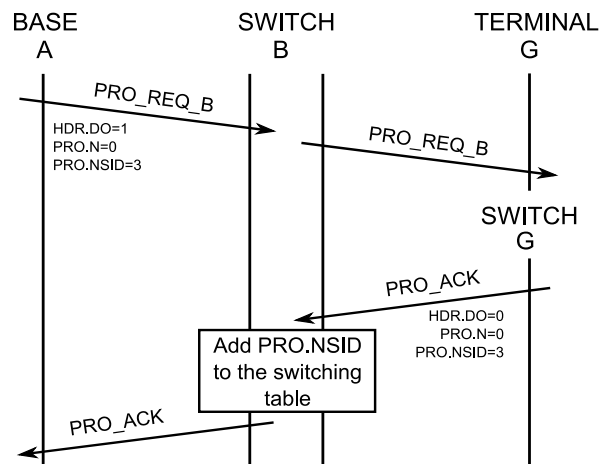 BASE
A
SWITCH
B
TERMINAL
G
PRO_REQ_B
HDR.DO=1
PRO.N=0
PRO.NSID=3
PRO_REQ_B
SWITCH
G
PRO_ACK
HDR.DO=0
PRO.N=0
PRO.NSID=3
Add PRO.NSID
to the switching
table
PRO_ACK